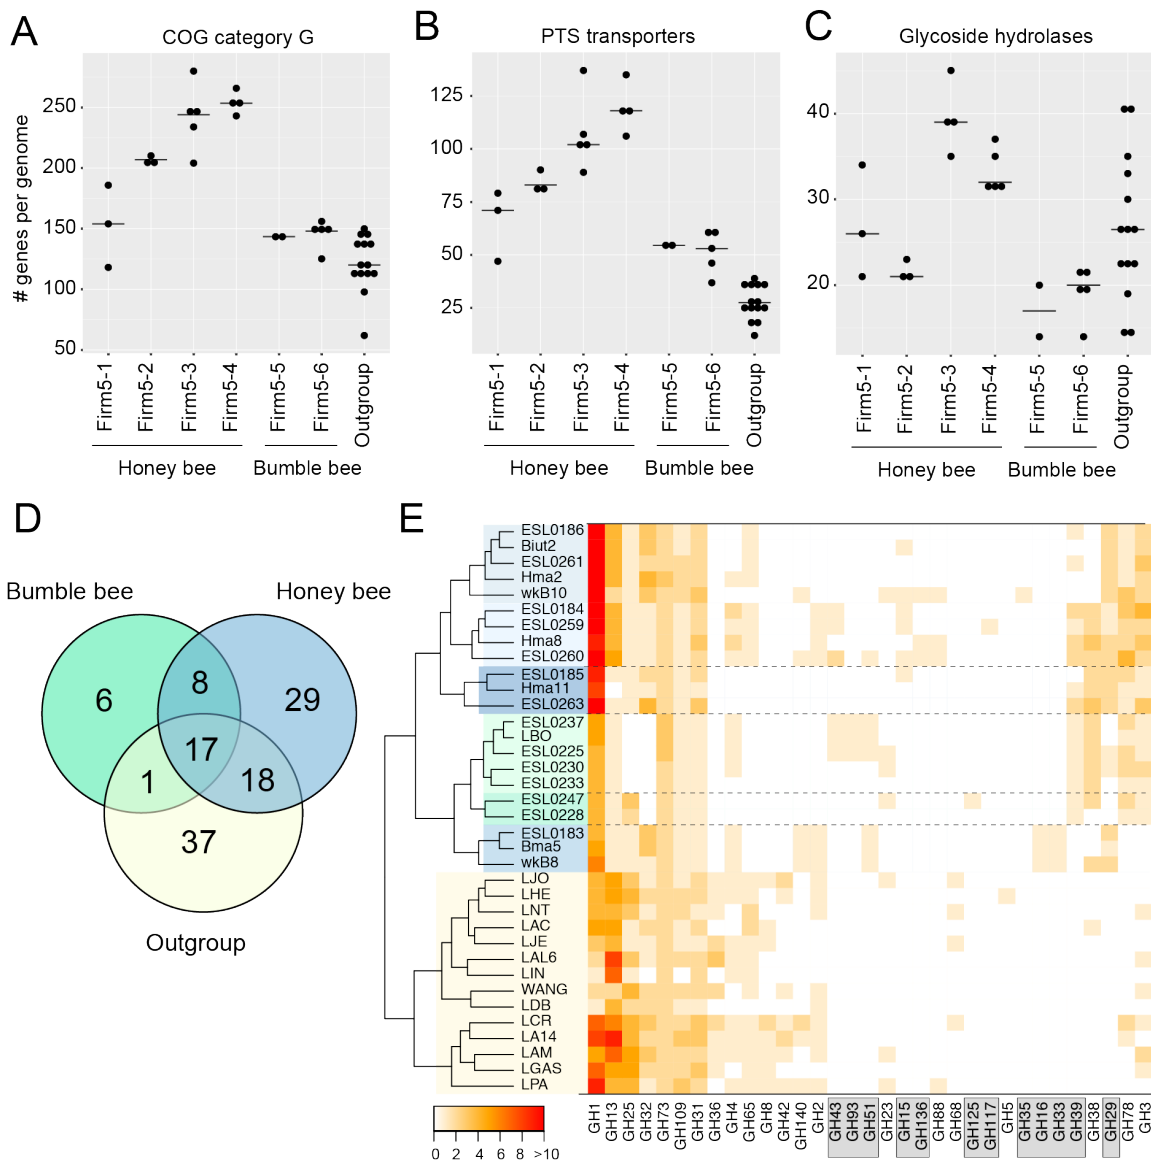 A
COG category G
# genes per genome
250
200
150
100
50
Firm5-1
Firm5-2
Firm5-3
Firm5-4
Firm5-5
Firm5-6
Outgroup
Honey bee
Bumble bee
B
PTS transporters
125
100
75
50
25
Firm5-1
Firm5-2
Firm5-3
Firm5-4
Firm5-5
Firm5-6
Outgroup
Honey bee
Bumble bee
C
Glycoside hydrolases
40
30
20
Firm5-1
Firm5-2
Firm5-3
Firm5-4
Firm5-5
Firm5-6
Outgroup
Honey bee
Bumble bee
D
Bumble bee
Honey bee
6
8
29
17
1
18
37
Outgroup
E
ESL0186
Biut2
ESL0261
Hma2
wkB10
ESL0184
ESL0259
Hma8
ESL0260
ESL0185
Hma11
ESL0263
ESL0237
LBO
ESL0225
ESL0230
ESL0233
ESL0247
ESL0228
ESL0183
Bma5
wkB8
LJO
LHE
LNT
LAC
LJE
LAL6
LIN
WANG
LDB
LCR
LA14
LAM
LGAS
LPA
0 2 4 6 8 >10
GH1
GH13
GH25
GH32
GH73
GH109
GH31
GH36
GH4
GH65
GH8
GH42
GH140
GH2
GH43
GH93
GH51
GH23
GH15
GH136
GH88
GH68
GH125
GH117
GH5
GH35
GH16
GH33
GH39
GH38
GH29
GH78
GH3